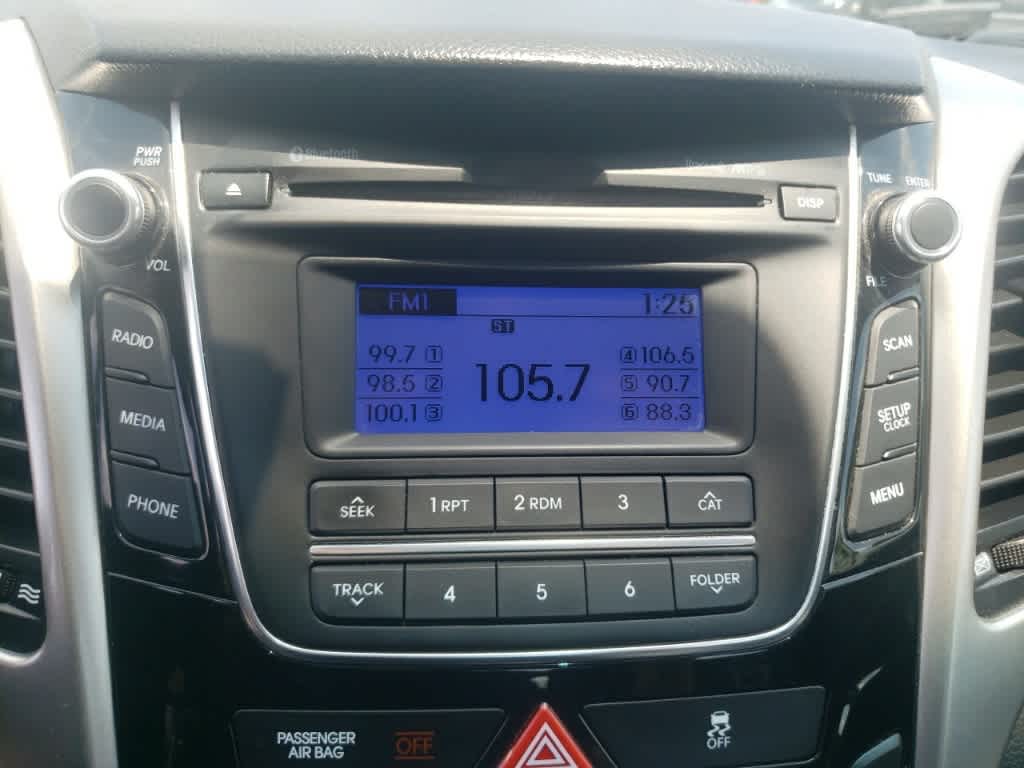 PWR
PUSH
Bluetooth
TUNE ENTER
DISP
VOL
FILE
FM1 1:25
ST
99.7 1 4 106.5
98.5 2 105.7 5 90.7
100.1 3 6 88.3
RADIO
MEDIA
PHONE
SCAN
SETUP
CLOCK
MENU
SEEK 1 RPT 2 RDM 3 CAT
TRACK 4 5 6 FOLDER
PASSENGER
AIR BAG OFF
OFF